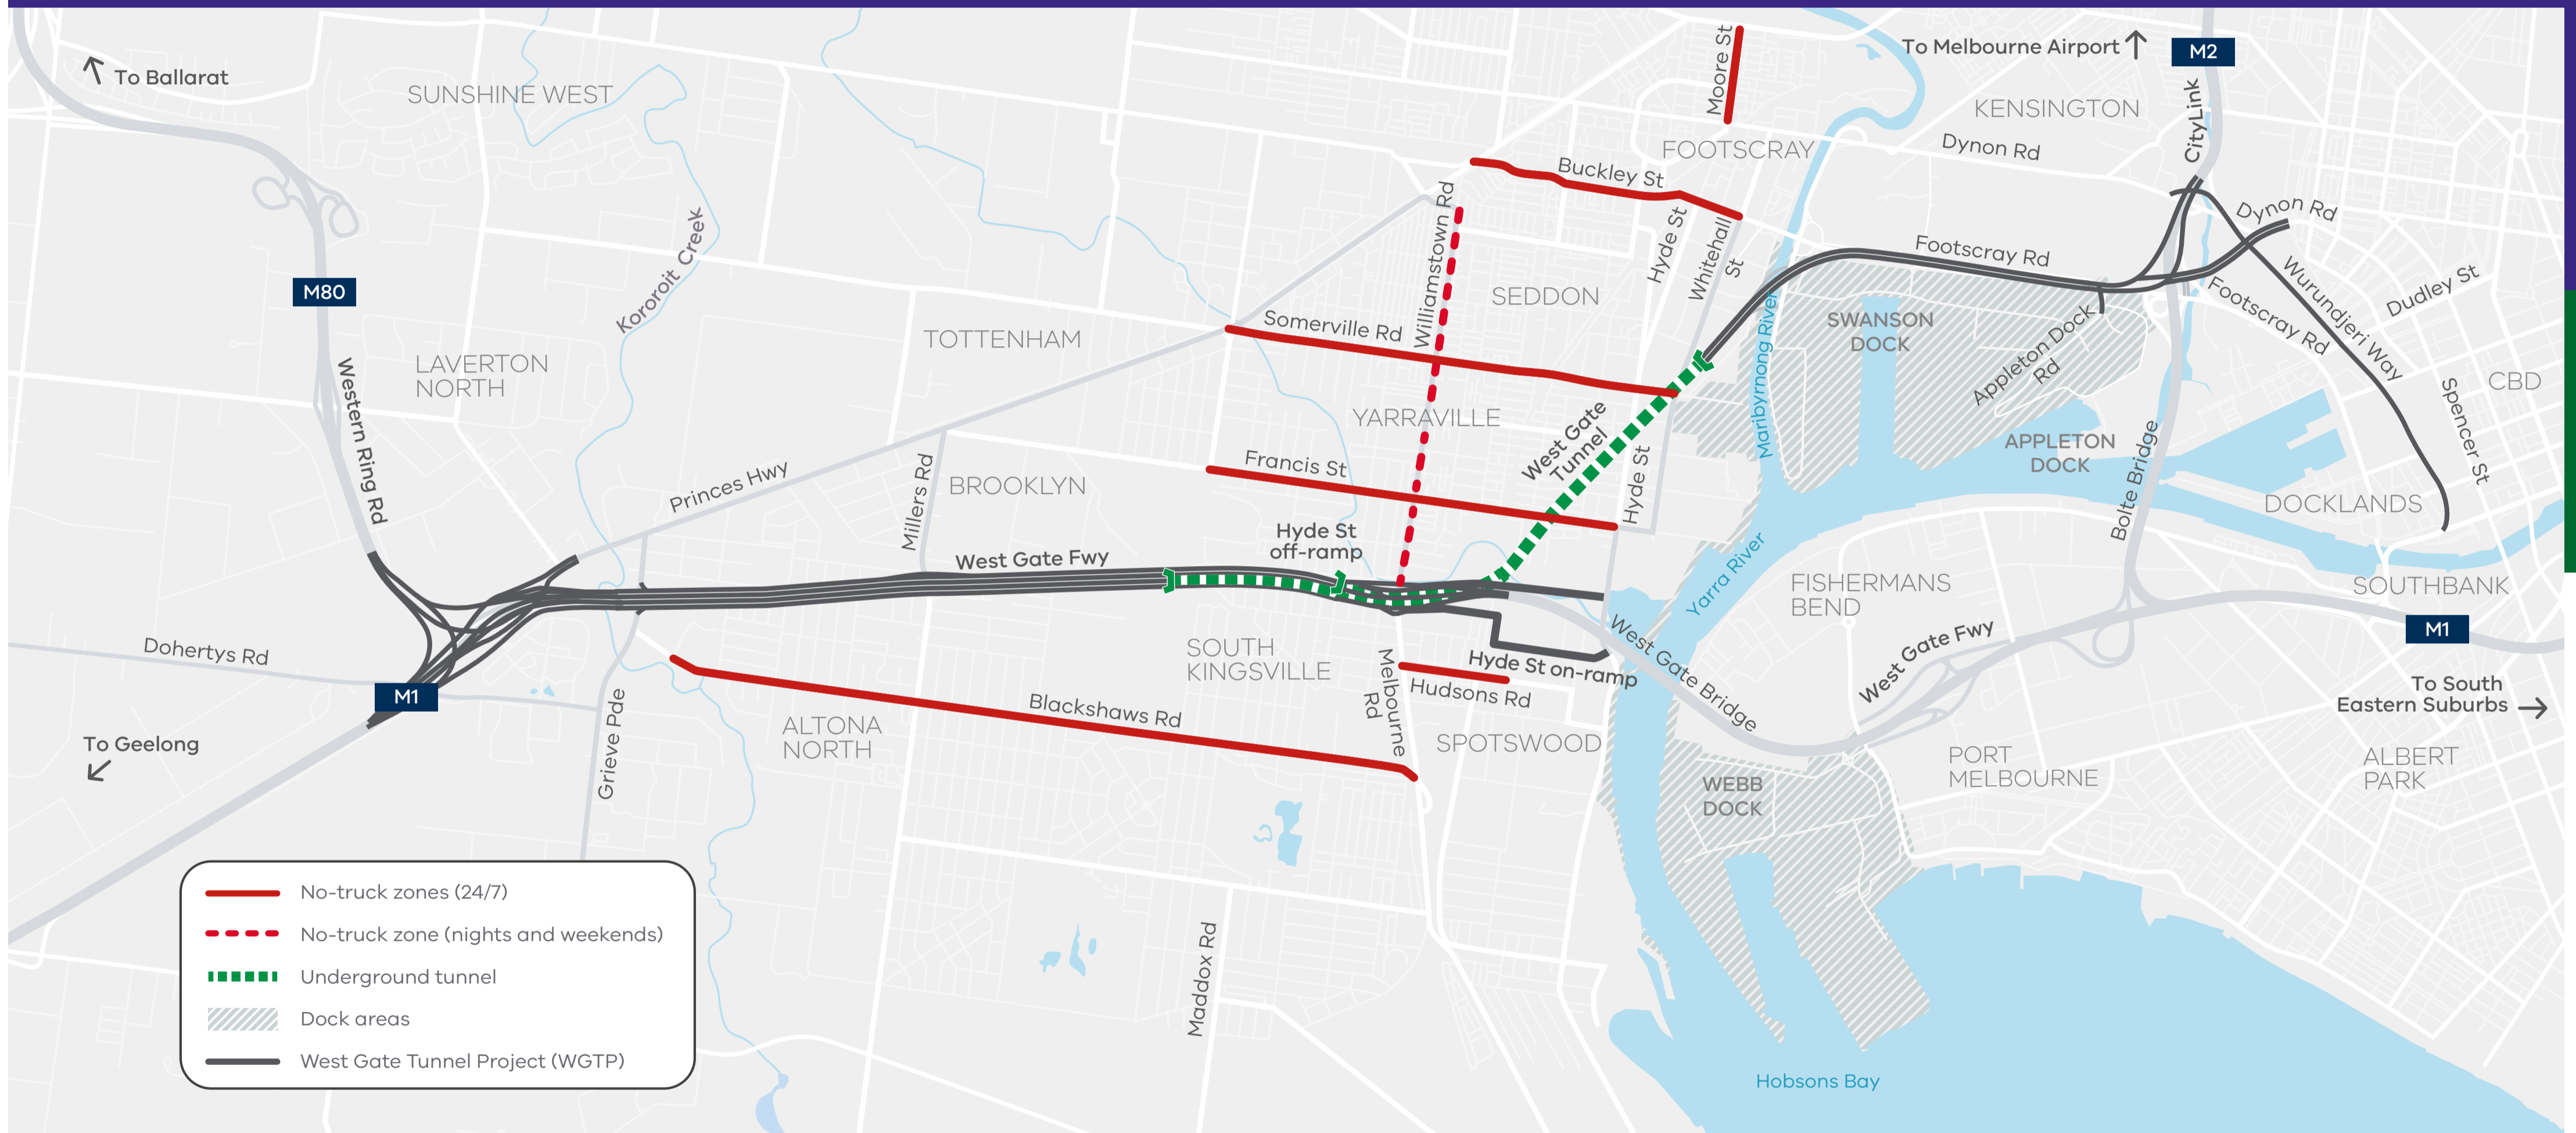 To Ballarat
SUNSHINE WEST
Moore St
To Melbourne Airport
M2
KENSINGTON
CityLink
FOOTSCRAY
Dynon Rd
Buckley St
Williamstown Rd
Hyde St
Whitehall
St
Dynon Rd
Kororoit Creek
Footscray Rd
Wurundjeri Way
Dudley St
M80
SEDDON
Footscray Rd
Somerville Rd
SWANSON
DOCK
Appleton Dock
Rd
Maribyrnong River
TOTTENHAM
LAVERTON
NORTH
Western Ring Rd
CBD
Spencer St
YARRAVILLE
West Gate
Tunnel
APPLETON
DOCK
Bolte Bridge
Princes Hwy
Millers Rd
BROOKLYN
Francis St
Hyde St
DOCKLANDS
Hyde St
off-ramp
West Gate Fwy
Yarra River
FISHERMANS
BEND
SOUTHBANK
M1
Dohertys Rd
SOUTH
KINGSVILLE
Melbourne
Rd
Hyde St on-ramp
West Gate Bridge
West Gate Fwy
M1
Hudsons Rd
To South
Eastern Suburbs
Blackshaws Rd
To Geelong
Grieve Pde
ALTONA
NORTH
SPOTSWOOD
PORT
MELBOURNE
ALBERT
PARK
WEBB
DOCK
No-truck zones (24/7)
No-truck zone (nights and weekends)
Underground tunnel
Dock areas
West Gate Tunnel Project (WGTP)
Maddox Rd
Hobsons Bay